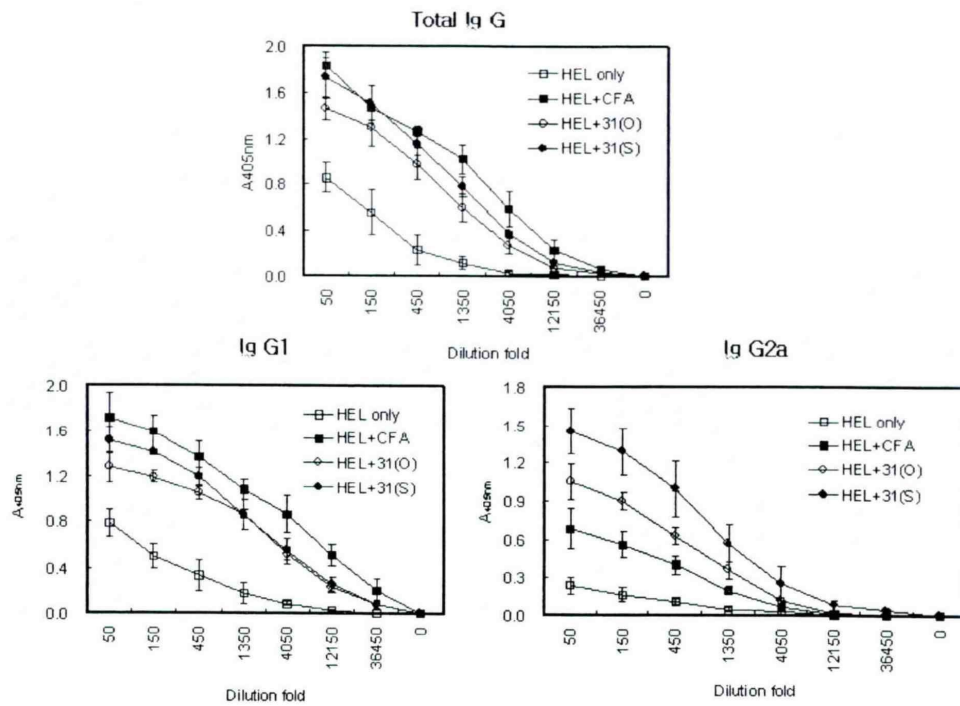 Total Ig G
2.0
1.6
1.2
0.8
0.4
0.0
A405nm
HEL only
HEL+CFA
HEL+31(O)
HEL+31(S)
50
150
450
1350
4050
12150
36450
0
Dilution fold
Ig G1
2.0
1.6
1.2
0.8
0.4
0.0
A405nm
HEL only
HEL+CFA
HEL+31(O)
HEL+31(S)
50
150
450
1350
4050
12150
36450
0
Dilution fold
Ig G2a
1.8
1.5
1.2
0.9
0.6
0.3
0.0
A405nm
HEL only
HEL+CFA
HEL+31(O)
HEL+31(S)
50
150
450
1350
4050
12150
36450
0
Dilution fold